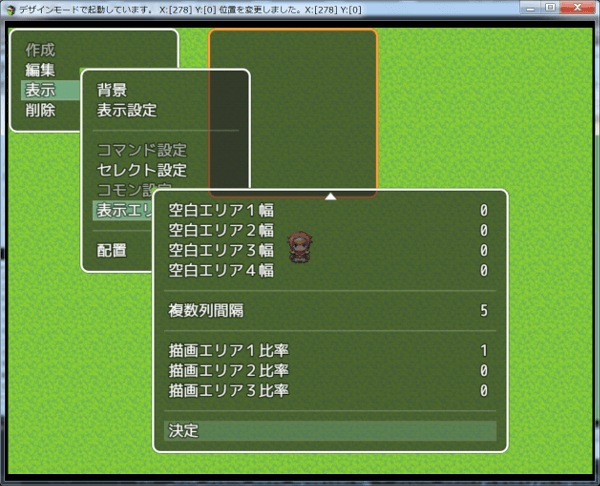 デザインモードで起動しています。 X:[278] Y:[0] 位置を変更しました。X:[278] Y:[0]
作成
編集
表示
削除
背景
表示設定
コマンド設定
セレクト設定
コモン設定
表示エリ
配置
空白エリア1幅 0
空白エリア2幅 0
空白エリア3幅 0
空白エリア4幅 0
複数列間隔 5
描画エリア1比率 1
描画エリア2比率 0
描画エリア3比率 0
決定